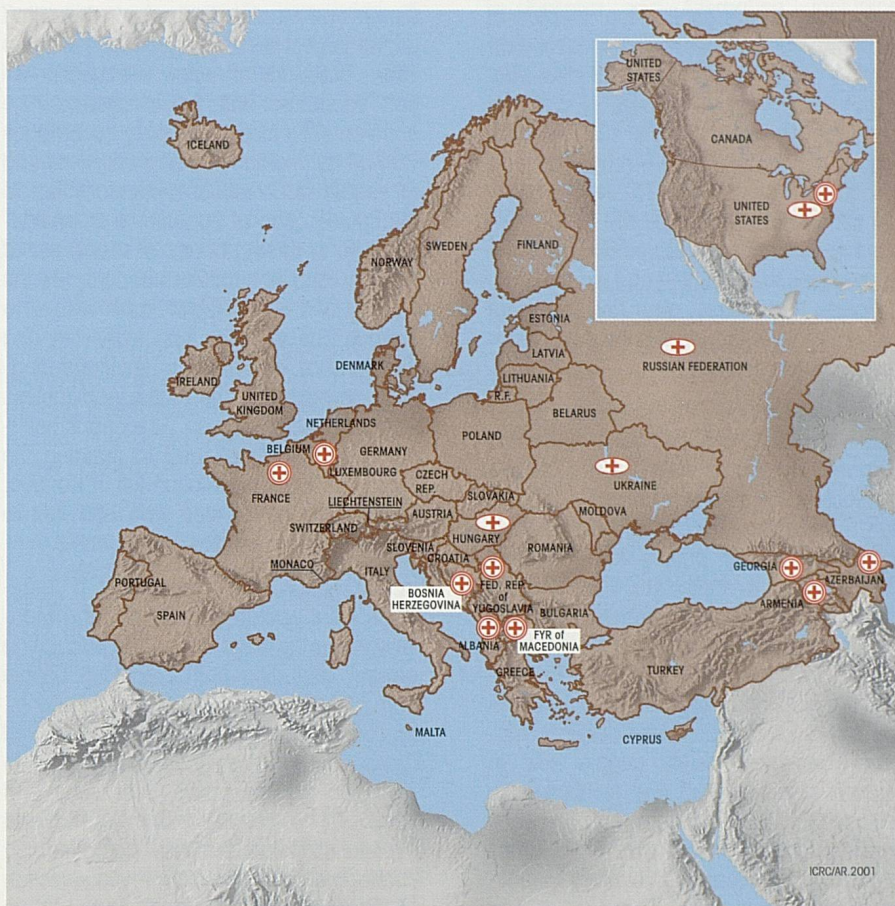 UNITED
STATES
CANADA
UNITED
STATES
ICELAND
SWEDEN
FINLAND
NORWAY
ESTONIA
RUSSIAN FEDERATION
LATVIA
DENMARK
LITHUANIA
R.F.
IRELAND
UNITED
KINGDOM
BELARUS
NETHERLANDS
POLAND
BELGIUM
GERMANY
LUXEMBOURG
CZECH
REP.
UKRAINE
FRANCE
SLOVAKIA
LIECHTENSTEIN
AUSTRIA
MOLDOVA
SWITZERLAND
HUNGARY
SLOVENIA
ROMANIA
CROATIA
MONACO
ITALY
GEORGIA
AZERBAIJAN
PORTUGAL
FED. REP.
of
YUGOSLAVIA
BOSNIA
HERZEGOVINA
ARMENIA
SPAIN
BULGARIA
FYR of
MACEDONIA
ALBANIA
GREECE
TURKEY
MALTA
CYPRUS
ICRC/AR.2001